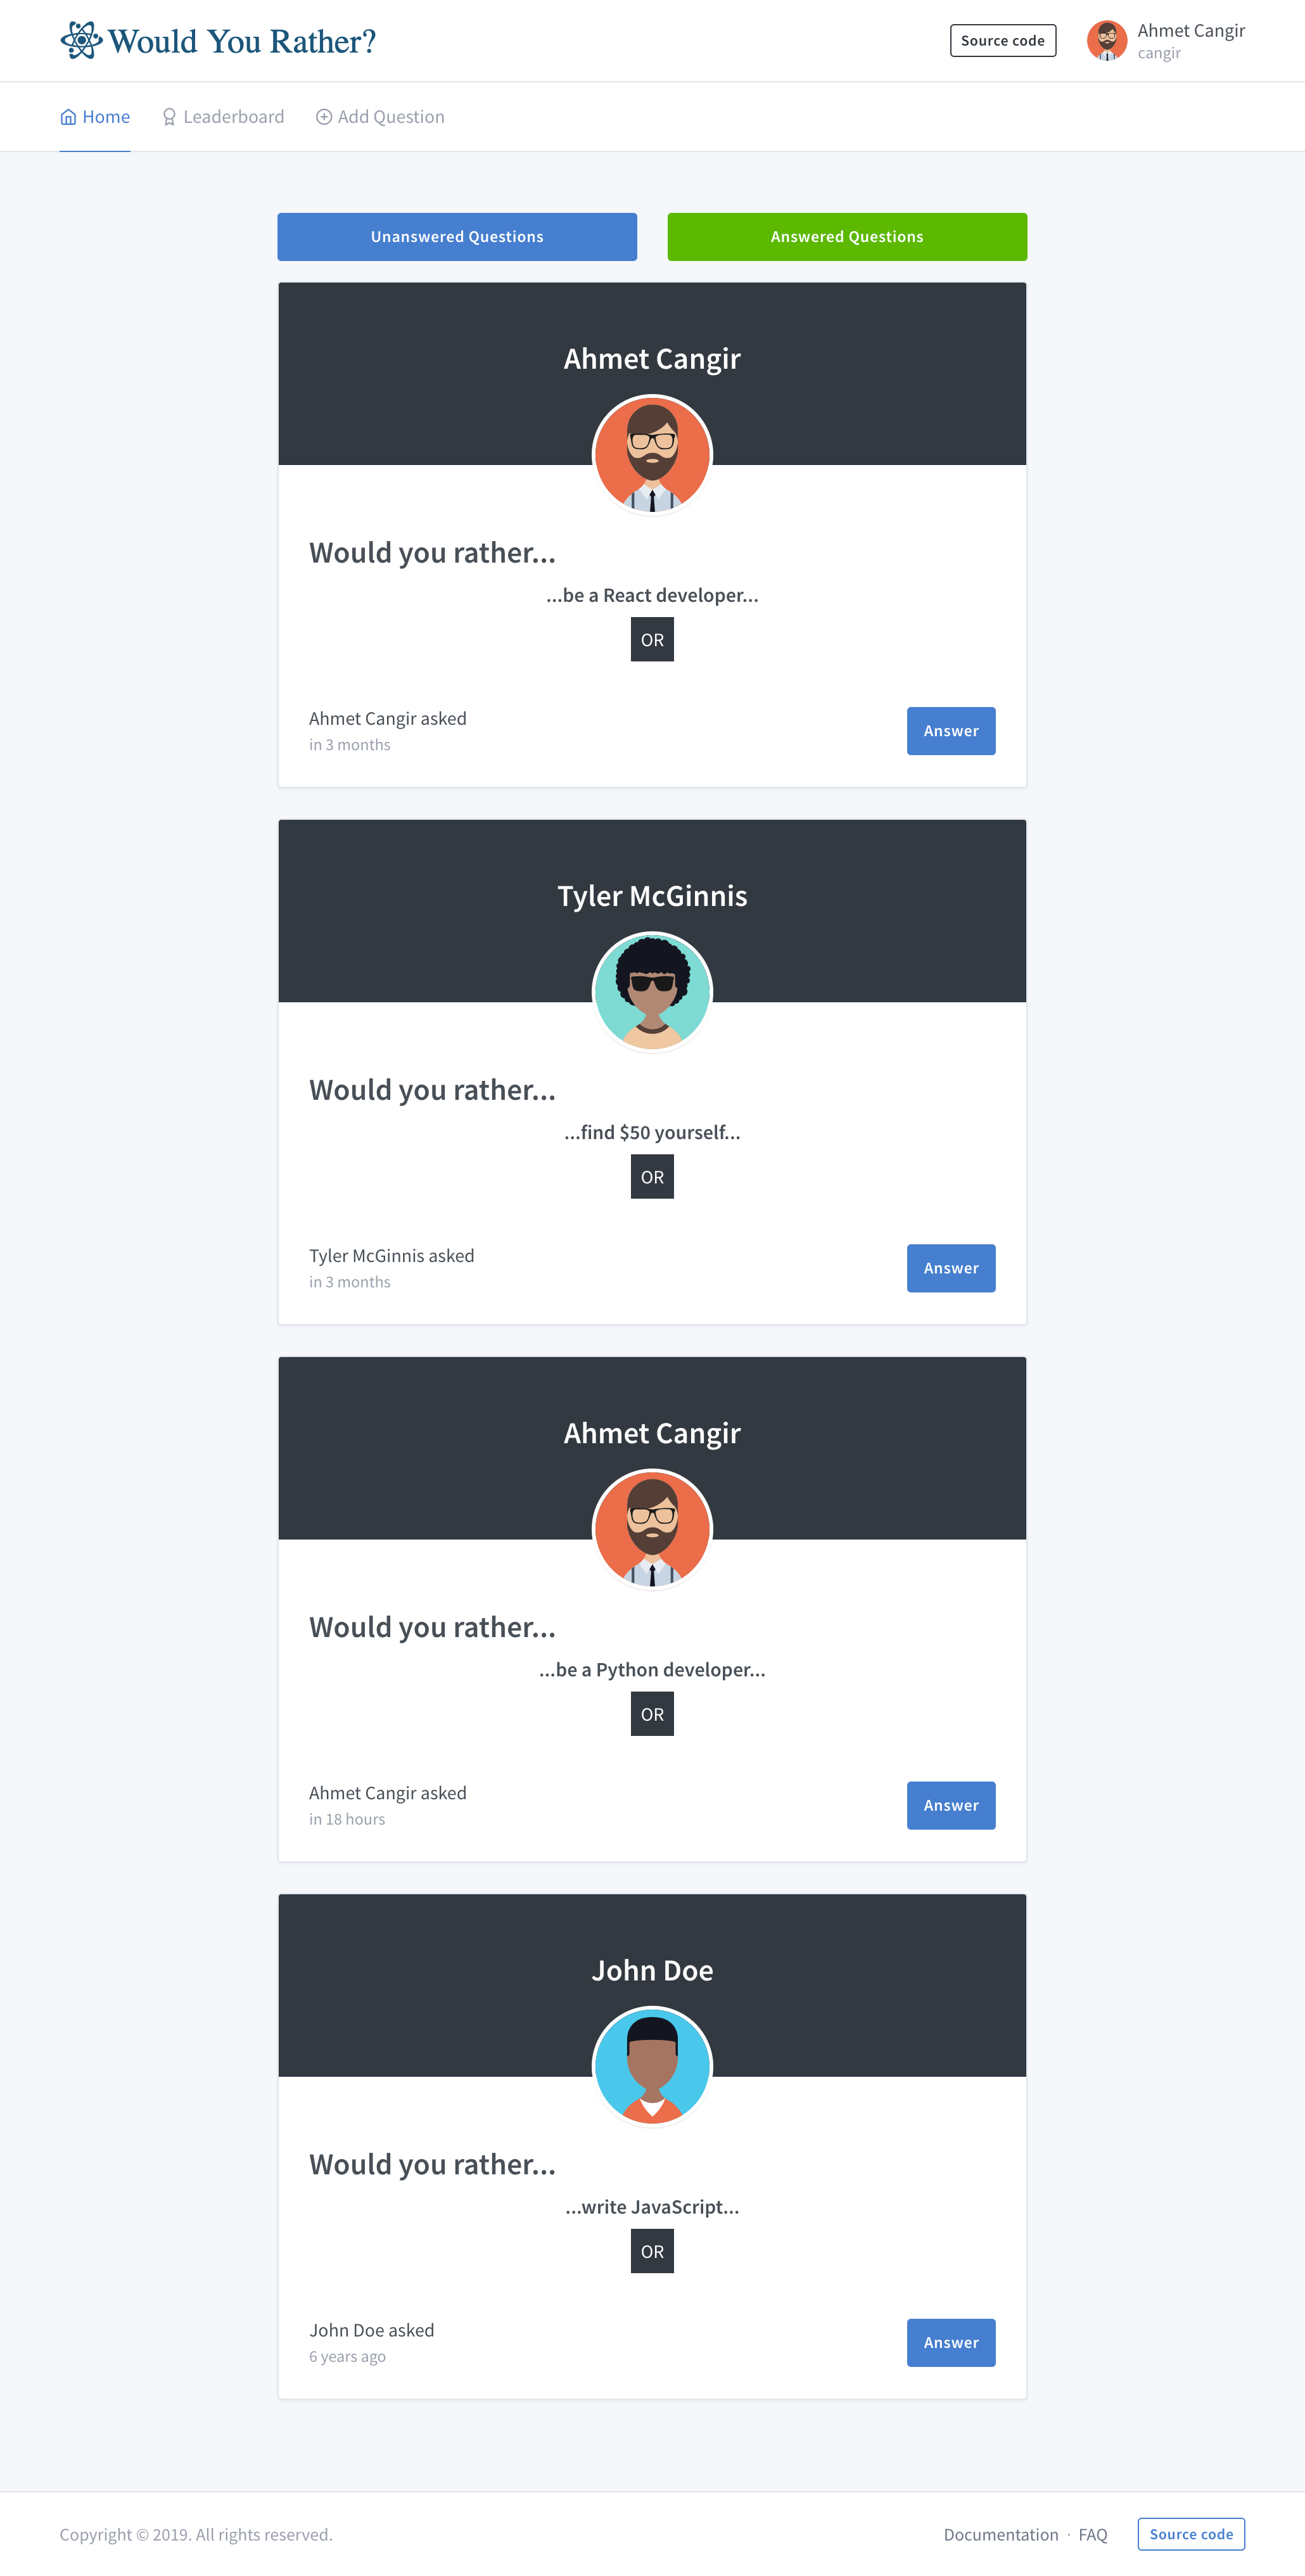 Would You Rather?
Source code
Ahmet Cangir
cangir
Home
Leaderboard
Add Question
Unanswered Questions
Answered Questions
Ahmet Cangir
Would you rather...
...be a React developer...
OR
Ahmet Cangir asked
in 3 months
Answer
Tyler McGinnis
Would you rather...
...find $50 yourself...
OR
Tyler McGinnis asked
in 3 months
Answer
Ahmet Cangir
Would you rather...
...be a Python developer...
OR
Ahmet Cangir asked
in 18 hours
Answer
John Doe
Would you rather...
...write JavaScript...
OR
John Doe asked
6 years ago
Answer
Copyright © 2019. All rights reserved.
Documentation · FAQ
Source code